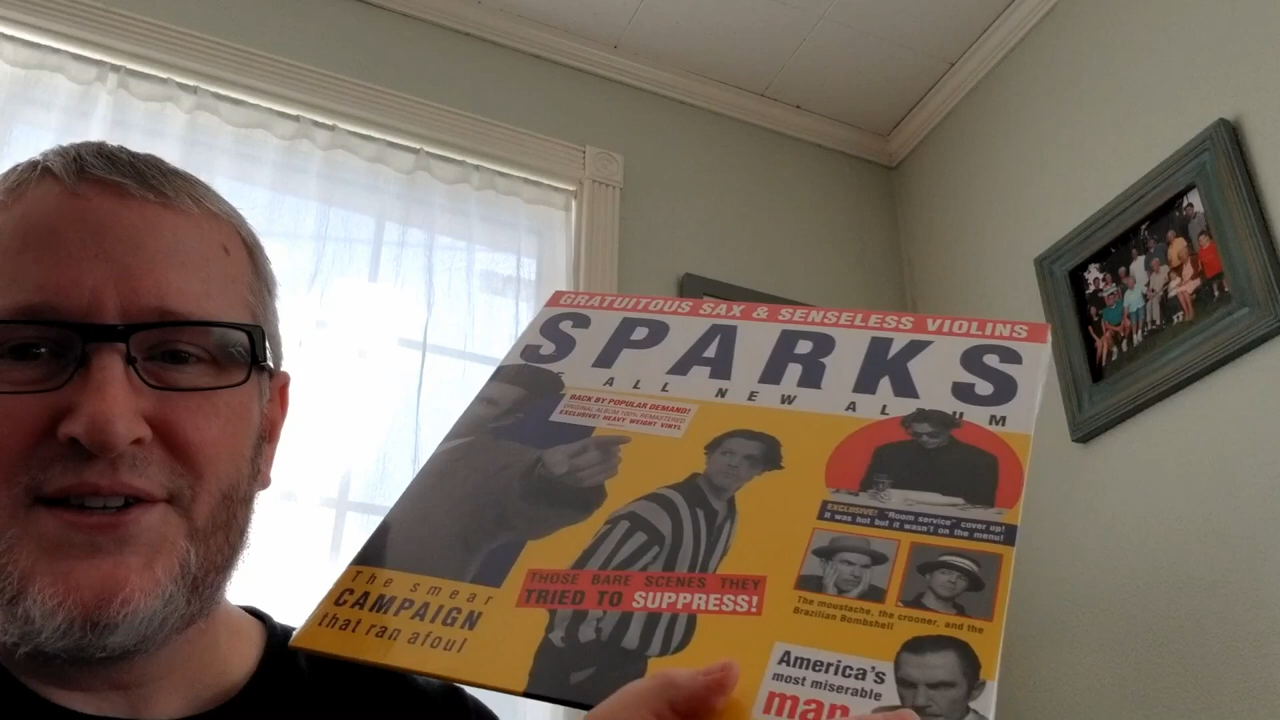 GRATUITOUS SAX & SENSELESS VIOLINS
SPARKS
ALL NEW ALBUM
BACK BY POPULAR DEMAND!
ORIGINAL ALBUM 100% REMASTERED
EXCLUSIVE! HEAVY WEIGHT VINYL
EXCLUSIVE! "Room service" cover up!
It was hot but it wasn't on the menu!
The moustache, the crooner, and the
Brazilian Bombshell
THOSE BARE SCENES THEY
TRIED TO SUPPRESS!
The smear
CAMPAIGN
that ran afoul
America's
most miserable
man